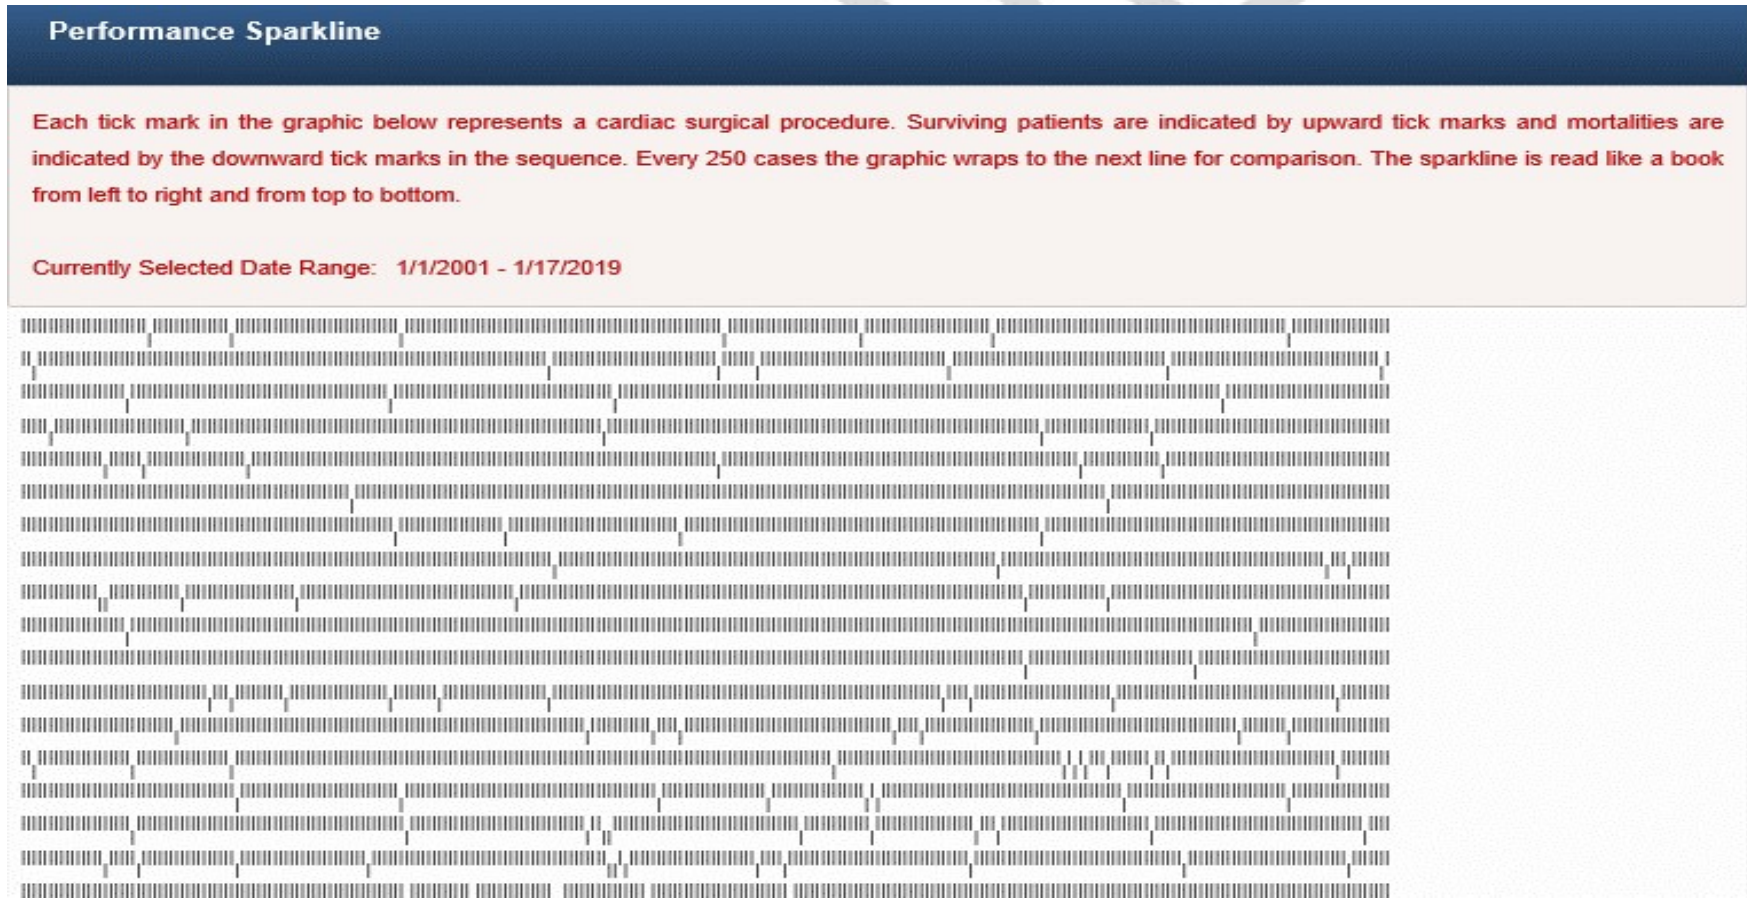 Performance Sparkline
Each tick mark in the graphic below represents a cardiac surgical procedure. Surviving patients are indicated by upward tick marks and mortalities are
indicated by the downward tick marks in the sequence. Every 250 cases the graphic wraps to the next line for comparison. The sparkline is read like a book
from left to right and from top to bottom.
Currently Selected Date Range: 1/1/2001 - 1/17/2019